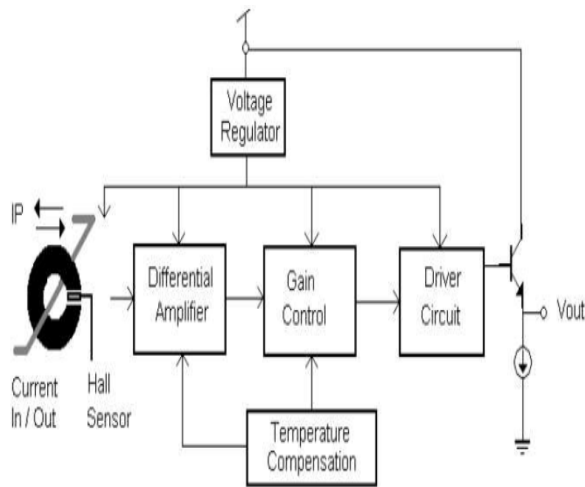 Voltage
Regulator
IP
Differential
Amplifier
Gain
Control
Driver
Circuit
Vout
Current
In / Out
Hall
Sensor
Temperature
Compensation